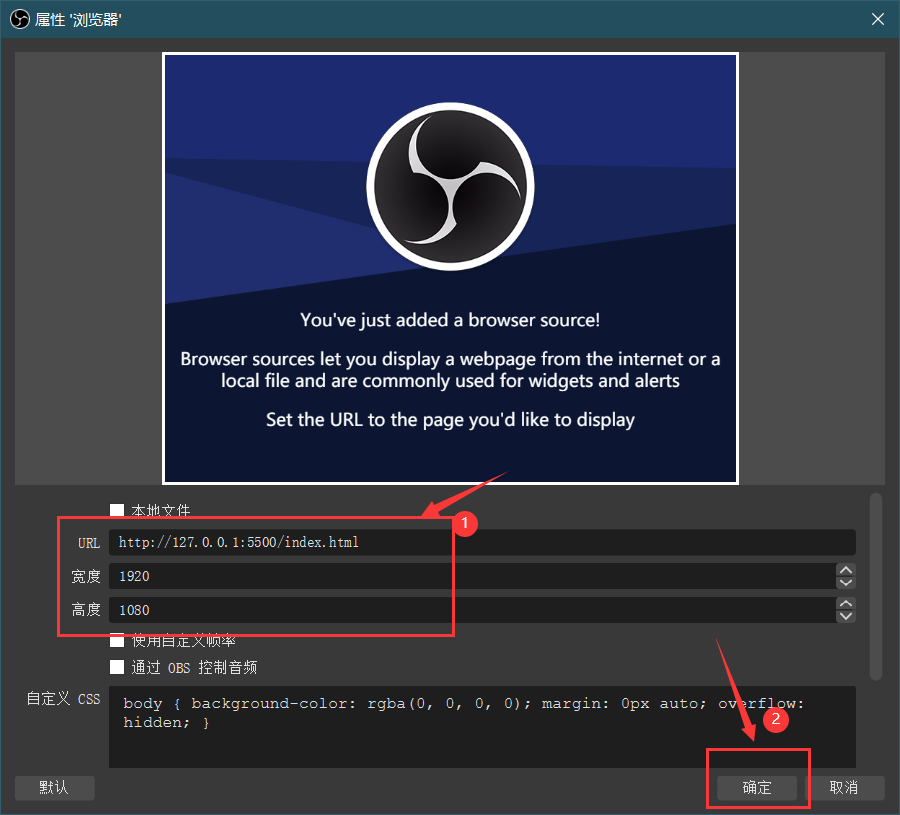 属性 '浏览器'
You've just added a browser source!
Browser sources let you display a webpage from the internet or a
local file and are commonly used for widgets and alerts
Set the URL to the page you'd like to display
本地文件
1
URL http://127.0.0.1:5500/index.html
宽度 1920
高度 1080
使用自定义帧率
通过 OBS 控制音频
自定义 CSS body { background-color: rgba(0, 0, 0, 0); margin: 0px auto; overflow:
hidden; }
2
默认 确定 取消